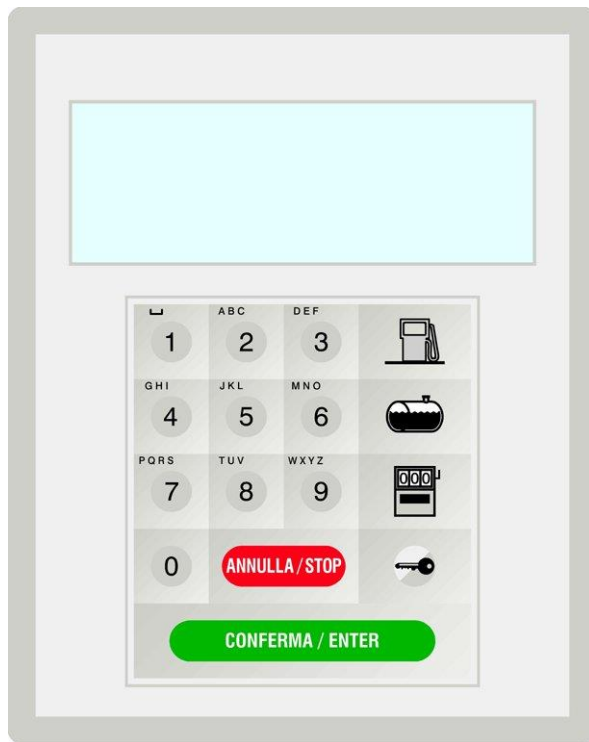 ␣ ABC DEF
1 2 3
GHI JKL MNO
4 5 6
PQRS TUV WXYZ
7 8 9
000
0 ANNULLA / STOP
CONFERMA / ENTER